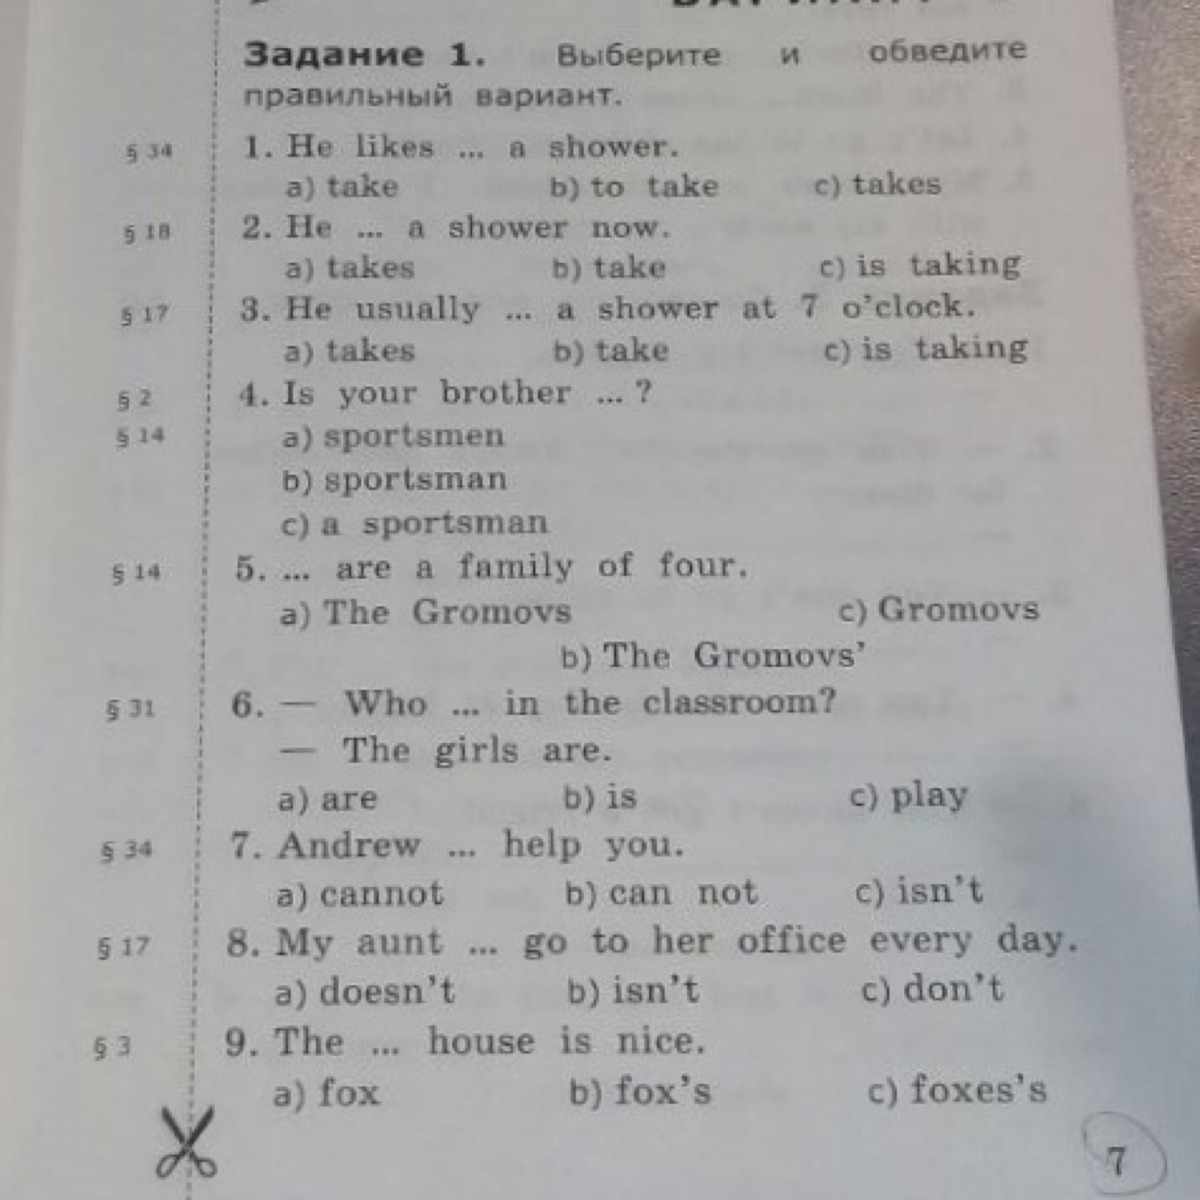 Задание 1. Выберите и обведите
правильный вариант.
§ 34 1. He likes ... a shower.
a) take b) to take c) takes
§ 18 2. He ... a shower now.
a) takes b) take c) is taking
§ 17 3. He usually ... a shower at 7 o'clock.
a) takes b) take c) is taking
§ 2 4. Is your brother ... ?
§ 14 a) sportsmen
b) sportsman
c) a sportsman
§ 14 5. ... are a family of four.
a) The Gromovs c) Gromovs
b) The Gromovs'
§ 31 6. — Who ... in the classroom?
— The girls are.
a) are b) is c) play
§ 34 7. Andrew ... help you.
a) cannot b) can not c) isn't
§ 17 8. My aunt ... go to her office every day.
a) doesn't b) isn't c) don't
§ 3 9. The ... house is nice.
a) fox b) fox's c) foxes's
7